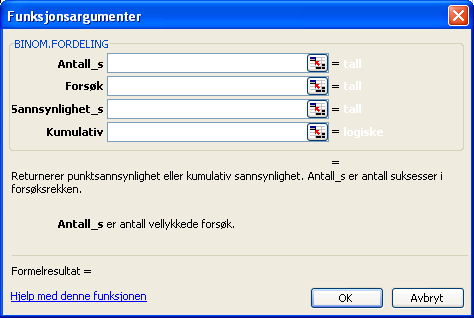 Funksjonsargumenter
BINOM.FORDELING
Antall_s = tall
Forsøk = tall
Sannsynlighet_s = tall
Kumulativ = logiske
=
Returnerer punktsannsynlighet eller kumulativ sannsynlighet. Antall_s er antall suksesser i
forsøksrekken.
Antall_s er antall vellykkede forsøk.
Formelresultat =
Hjelp med denne funksjonen
OK
Avbryt